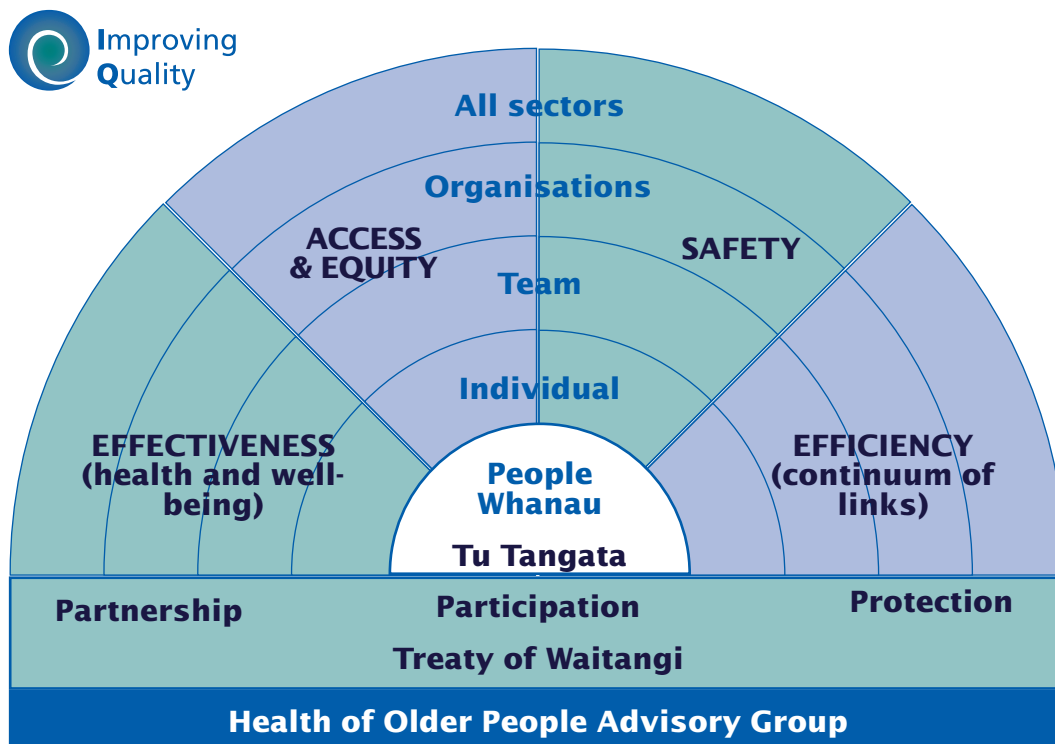 Improving
Quality
All sectors
Organisations
ACCESS
& EQUITY
SAFETY
Team
Individual
EFFECTIVENESS
(health and well-
being)
EFFICIENCY
(continuum of
links)
People
Whanau
Tu Tangata
Partnership
Participation
Protection
Treaty of Waitangi
Health of Older People Advisory Group